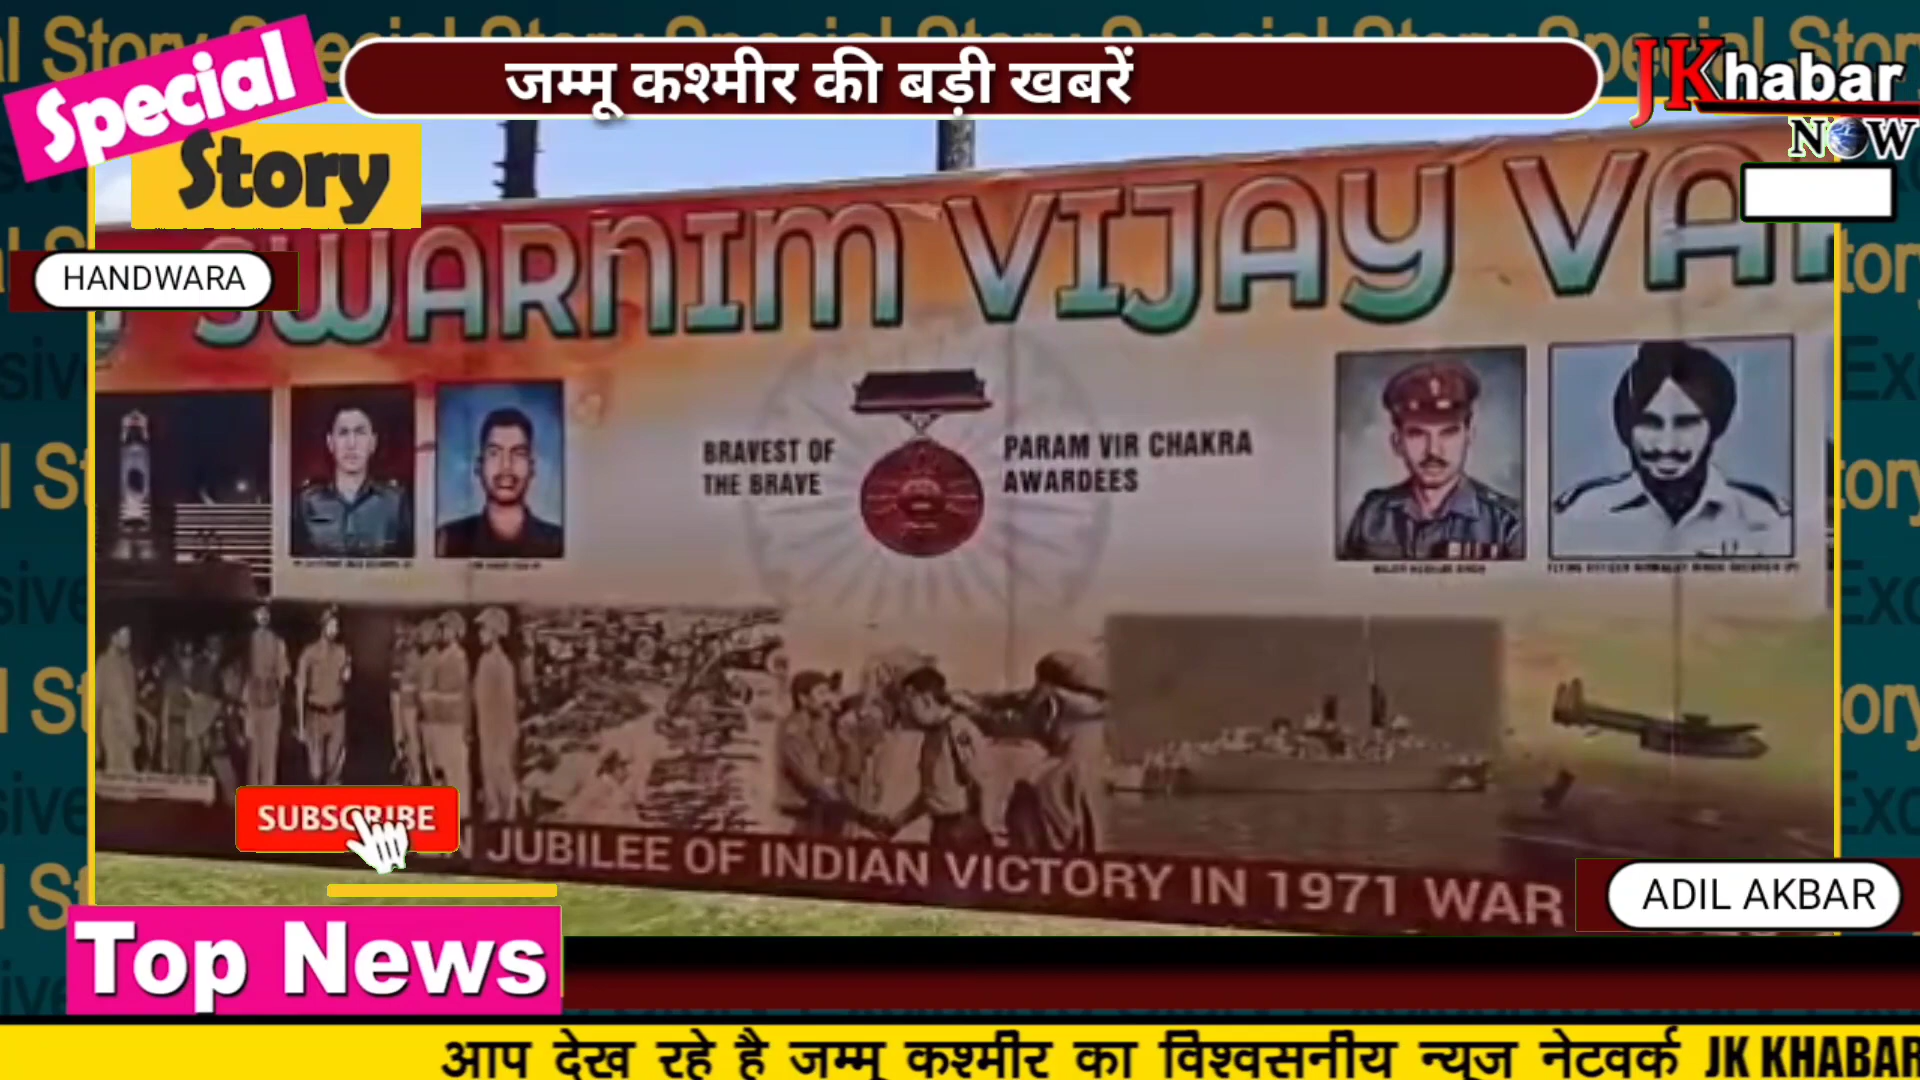 Special
Story
जम्मू कश्मीर की बड़ी खबरें
JKhabar
NOW
HANDWARA
SWARNIM VIJAY VAR
BRAVEST OF
THE BRAVE
PARAM VIR CHAKRA
AWARDEES
SUBSCRIBE
JUBILEE OF INDIAN VICTORY IN 1971 WAR
ADIL AKBAR
Top News
आप देख रहे है जम्मू कश्मीर का विश्वसनीय न्यूज नेटवर्क JK KHABAR